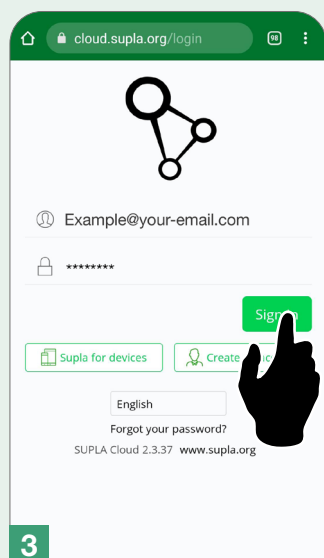 cloud.supla.org/login
98
Example@your-email.com
********
Supla for devices
Create
English
Forgot your password?
SUPLA Cloud 2.3.37 www.supla.org
3